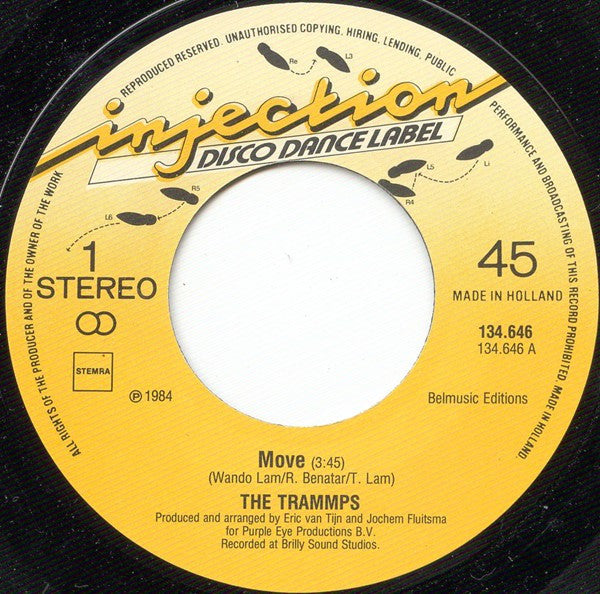 REPRODUCED RESERVED. UNAUTHORISED COPYING, HIRING, LENDING, PUBLIC
PERFORMANCE AND BROADCASTING OF THIS RECORD PROHIBITED. MADE IN HOLLAND.
ALL RIGHTS OF THE PRODUCER AND OF THE OWNER OF THE WORK
Re
L3
injection
DISCO DANCE LABEL
L5
Li
R5
R4
L6
1
STEREO
45
MADE IN HOLLAND
134.646
134.646 A
STEMRA
℗ 1984
Belmusic Editions
Move (3:45)
(Wando Lam/R. Benatar/T. Lam)
THE TRAMMPS
Produced and arranged by Eric van Tijn and Jochem Fluitsma
for Purple Eye Productions B.V.
Recorded at Brilly Sound Studios.